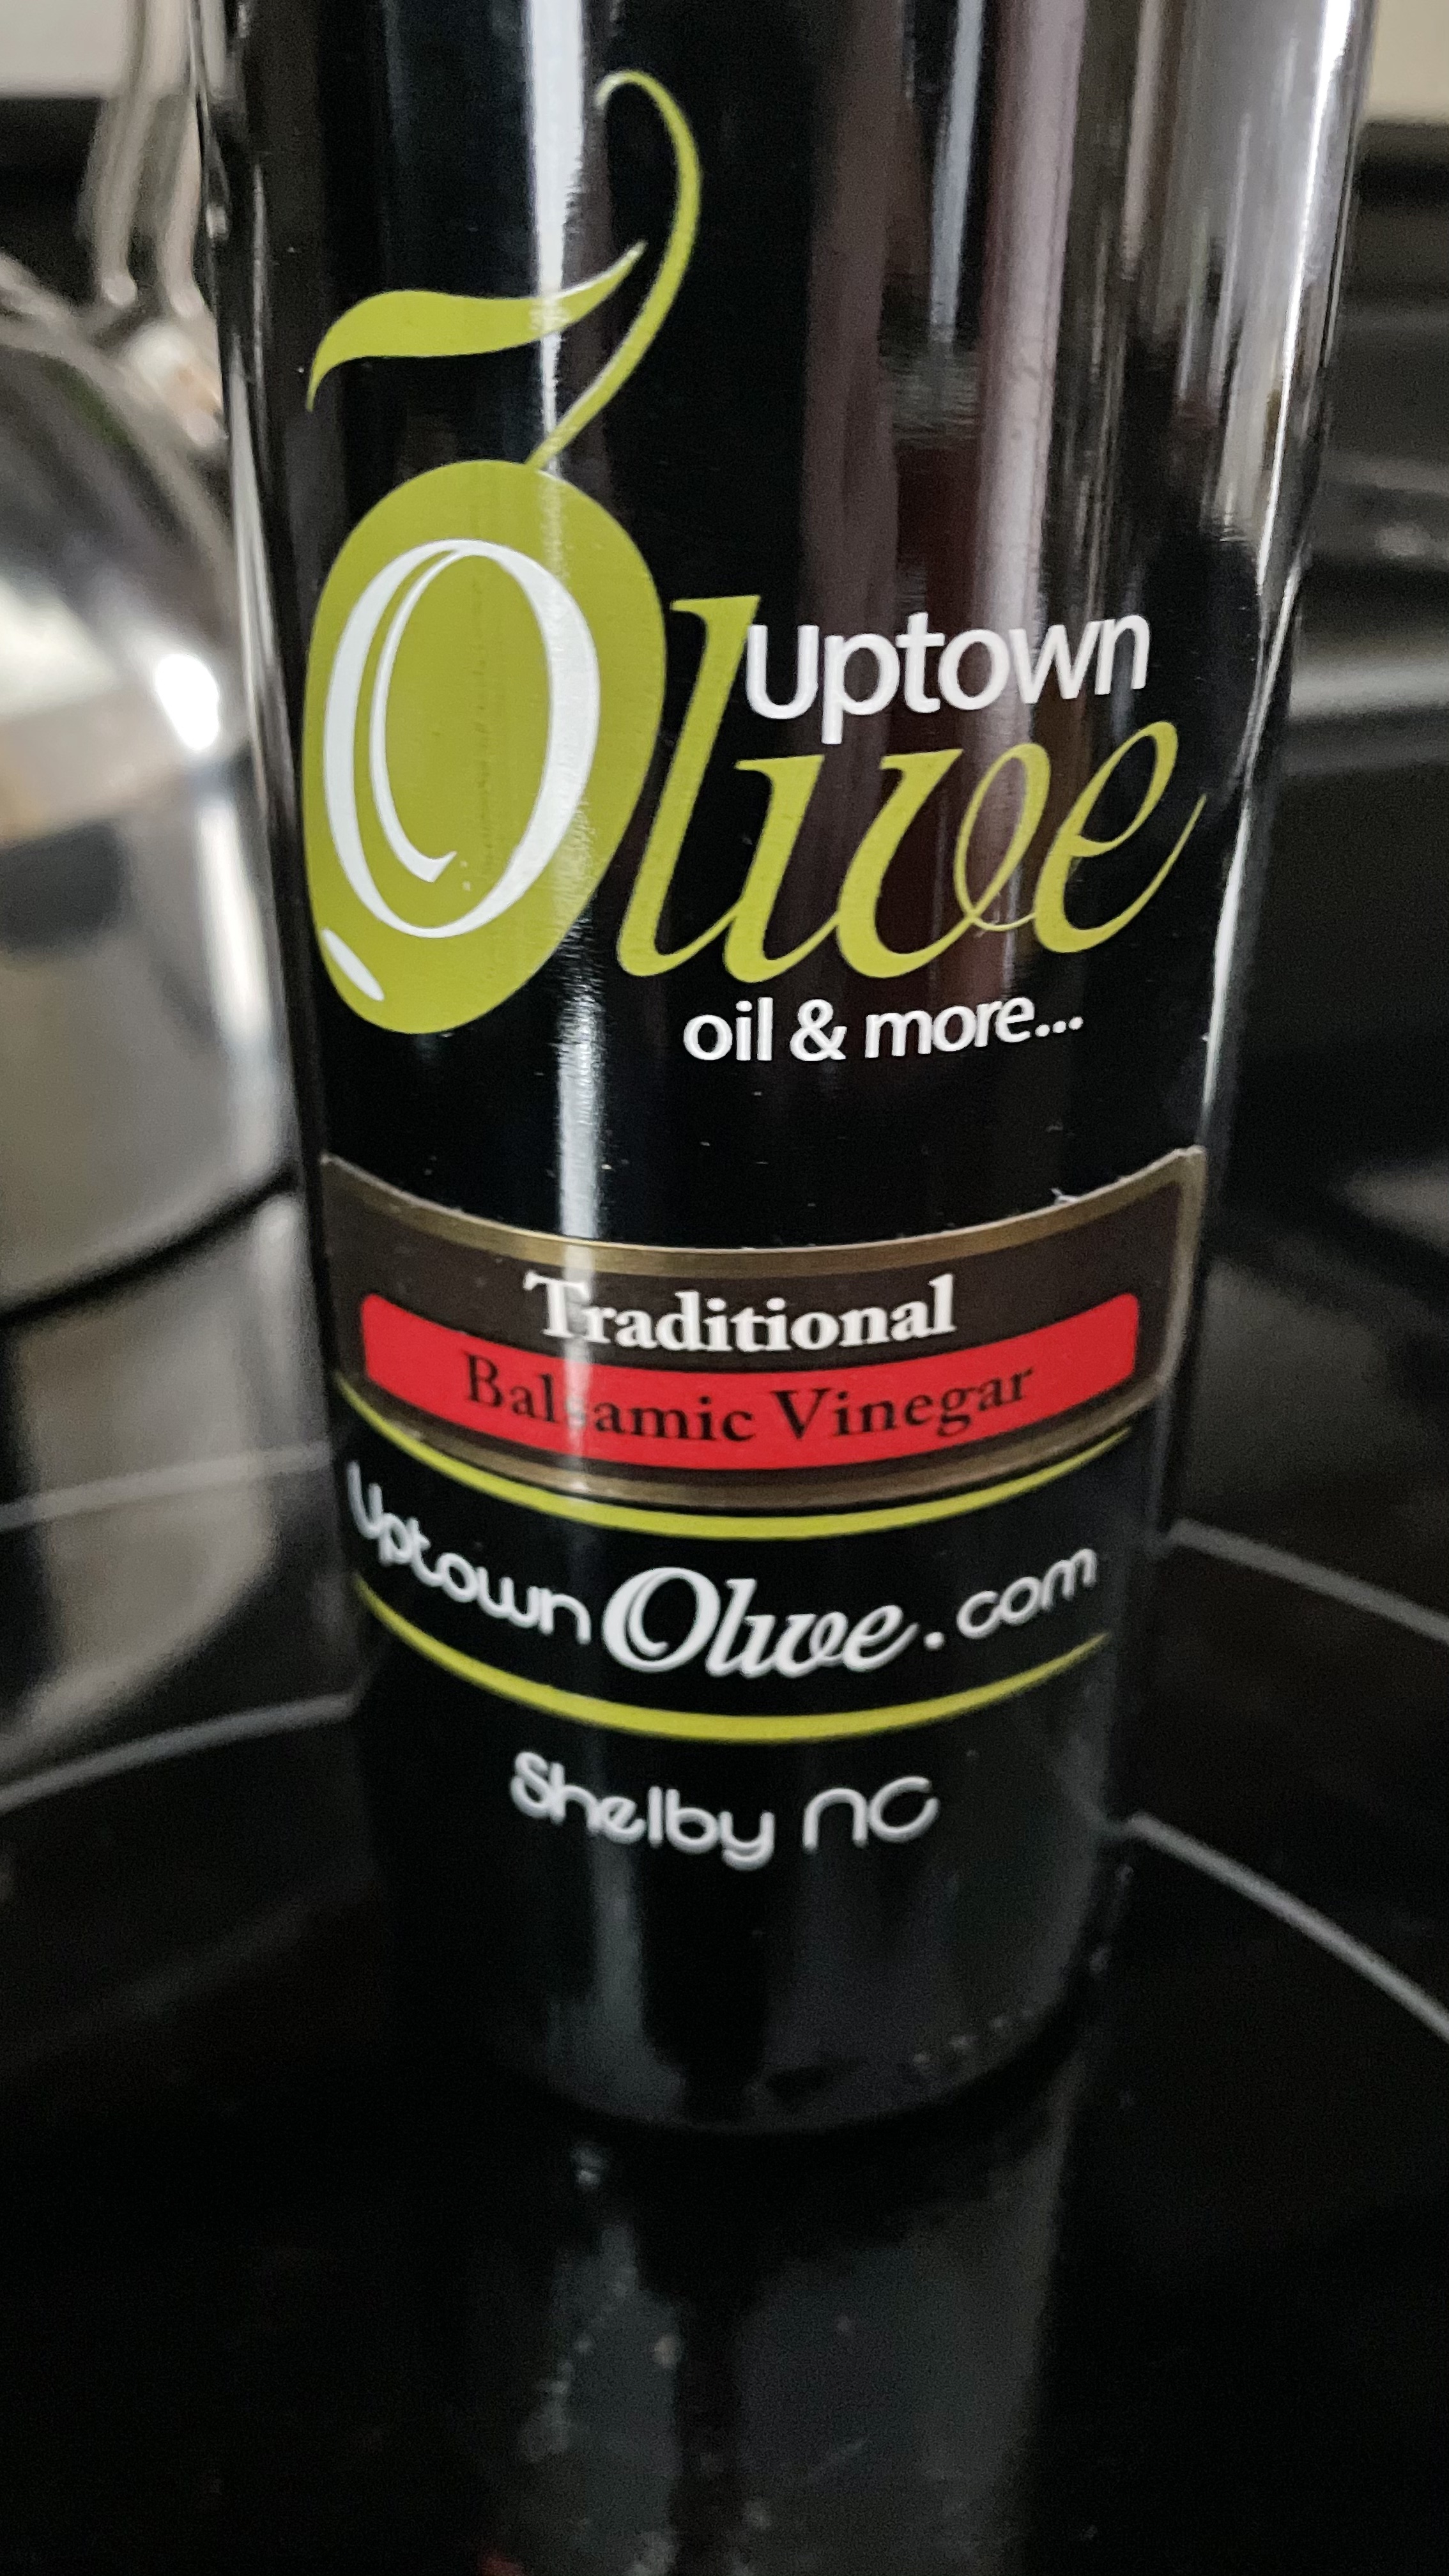 Uptown
Olive
oil & more...
Traditional
Balsamic Vinegar
UptownOlive.com
Shelby NC